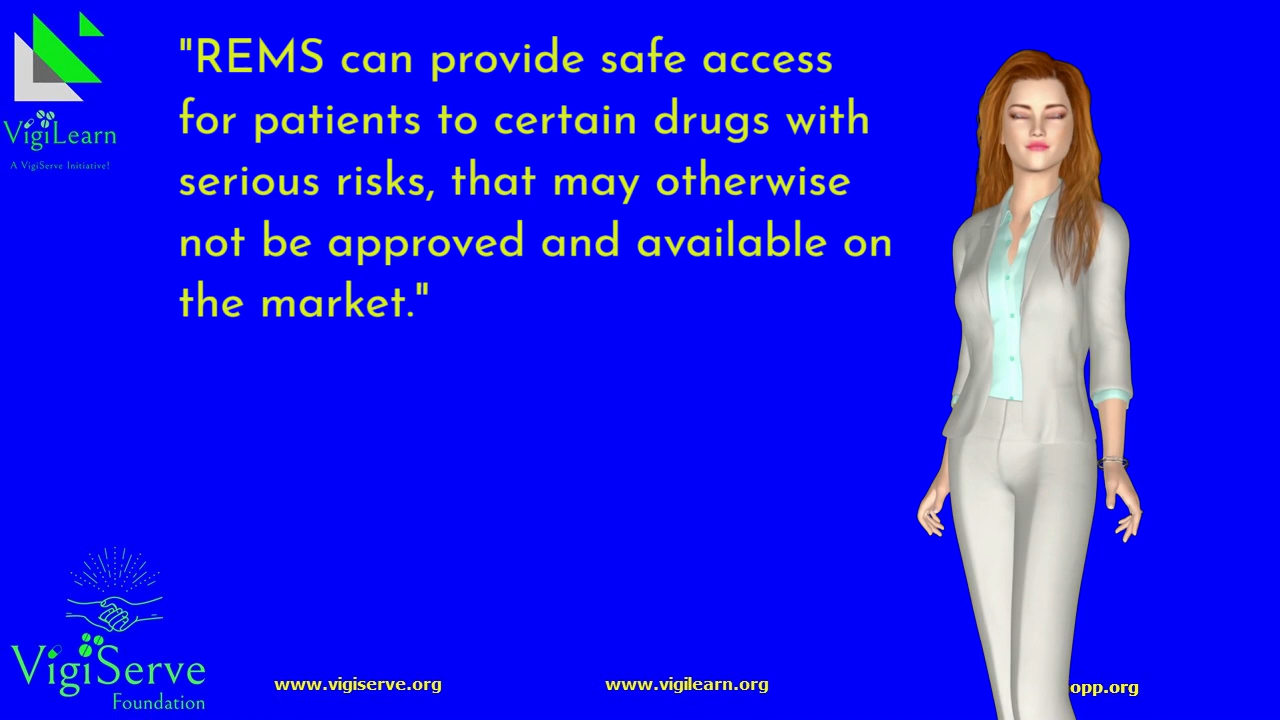 "REMS can provide safe access
for patients to certain drugs with
serious risks, that may otherwise
not be approved and available on
the market."
VigiLearn
A VigiServe Initiative!
VigiServe
Foundation
www.vigiserve.org
www.vigilearn.org
opp.org